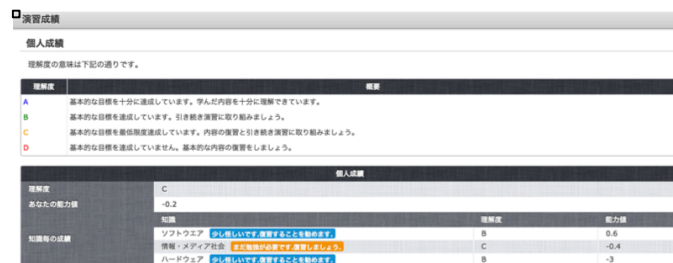 演習成績
個人成績
理解度の意味は下記の通りです。
理解度 概要
A 基本的な目標を十分に達成しています。学んだ内容を十分に理解できています。
B 基本的な目標を達成しています。引き続き演習に取り組みましょう。
C 基本的な目標を最低限度達成しています。内容の復習と引き続き演習に取り組みましょう。
D 基本的な目標を達成していません。基本的な内容の復習をしましょう。
個人成績
理解度 C
あなたの能力値 -0.2
知識毎の成績
知識 理解度 能力値
ソフトウエア 少し怪しいです。復習することを勧めます。 B 0.6
情報・メディア社会 まだ勉強が必要です。復習しましょう。 C -0.4
ハードウェア 少し怪しいです。復習することを勧めます。 B -3